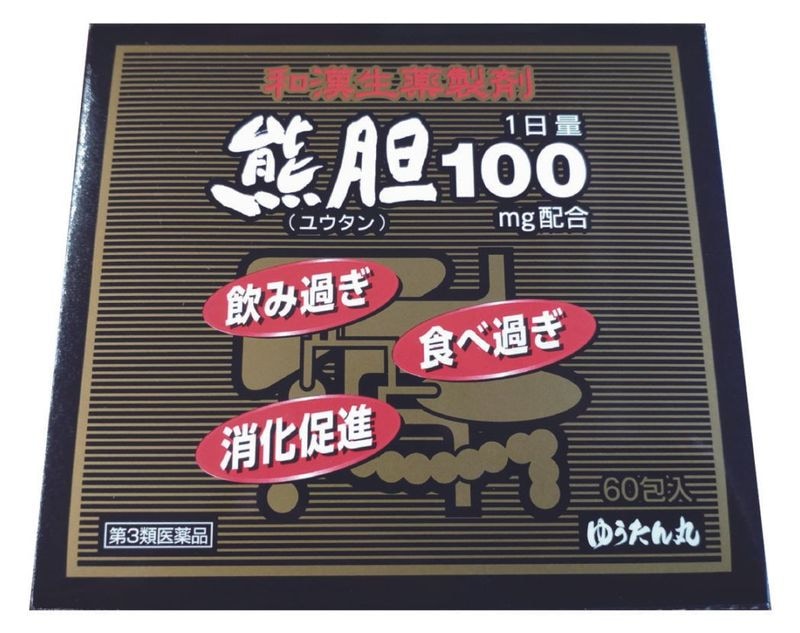 和漢生薬製剤
熊胆
(ユウタン)
1日量
100
mg配合
飲み過ぎ
食べ過ぎ
消化促進
60包入
第3類医薬品
ゆうたん丸